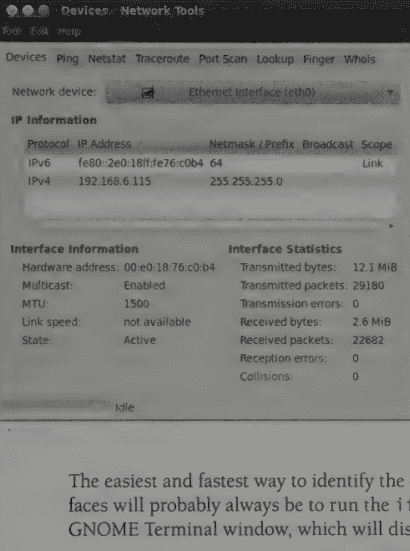 Devices - Network Tools
Tool Edit Help
Devices Ping Netstat Traceroute Port Scan Lookup Finger Whois
Network device: Ethernet Interface (eth0)
IP Information
Protocol IP Address Netmask / Prefix Broadcast Scope
IPv6 fe80::2e0:18ff:fe76:c0b4 64 Link
IPv4 192.168.6.115 255.255.255.0
Interface Information Interface Statistics
Hardware address: 00:e0:18:76:c0:b4 Transmitted bytes: 12.1 MiB
Multicast: Enabled Transmitted packets: 29180
MTU: 1500 Transmission errors: 0
Link speed: not available Received bytes: 2.6 MiB
State: Active Received packets: 22682
Reception errors: 0
Collisions: 0
Idle
The easiest and fastest way to identify the
faces will probably always be to run the
GNOME Terminal window, which will dis